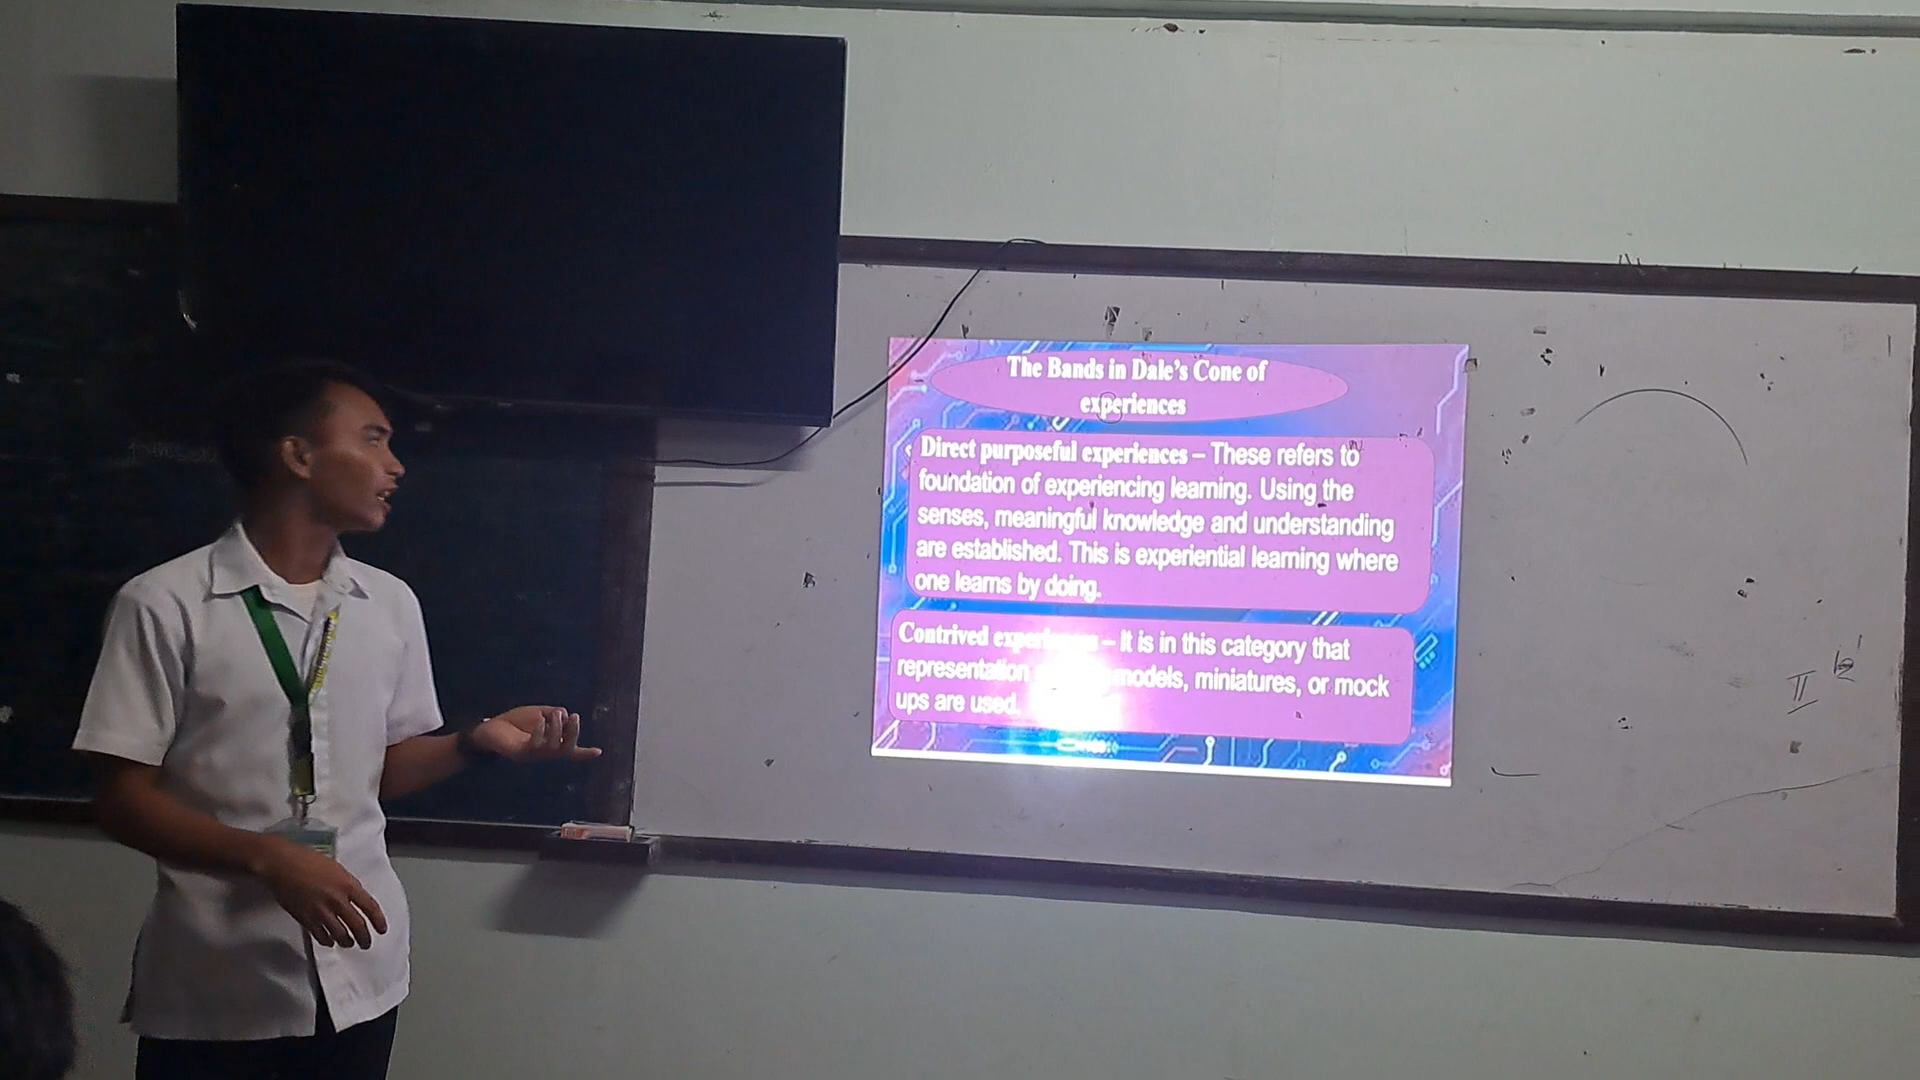 The Bands in Dale's Cone of
experiences
Direct purposeful experiences – These refers to
foundation of experiencing learning. Using the
senses, meaningful knowledge and understanding
are established. This is experiential learning where
one learns by doing.
Contrived experiences – It is in this category that
representation models, miniatures, or mock
ups are used.
II